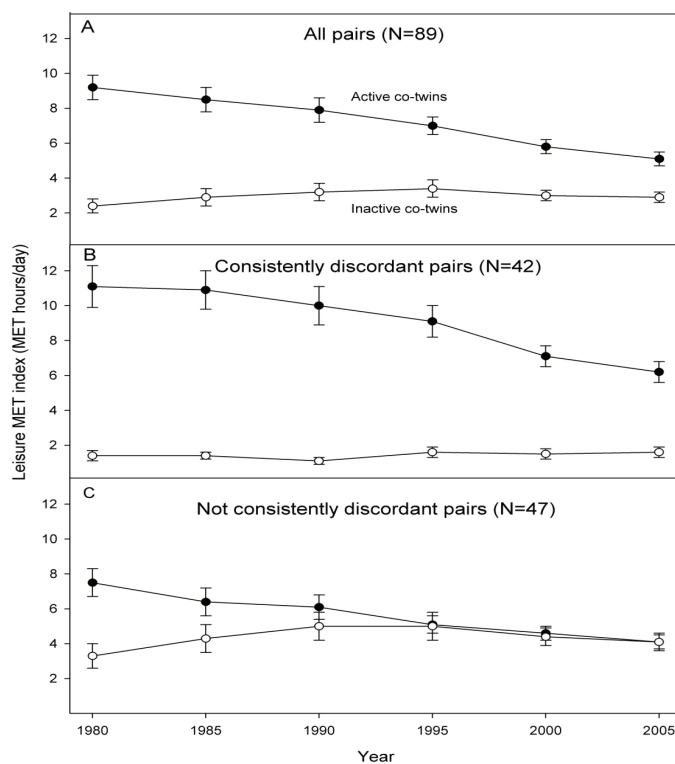 A
All pairs (N=89)
12
10
8
6
4
2
Active co-twins
Inactive co-twins
B
Consistently discordant pairs (N=42)
12
10
8
6
4
2
Leisure MET index (MET hours/day)
C
Not consistently discordant pairs (N=47)
12
10
8
6
4
2
1980 1985 1990 1995 2000 2005
Year